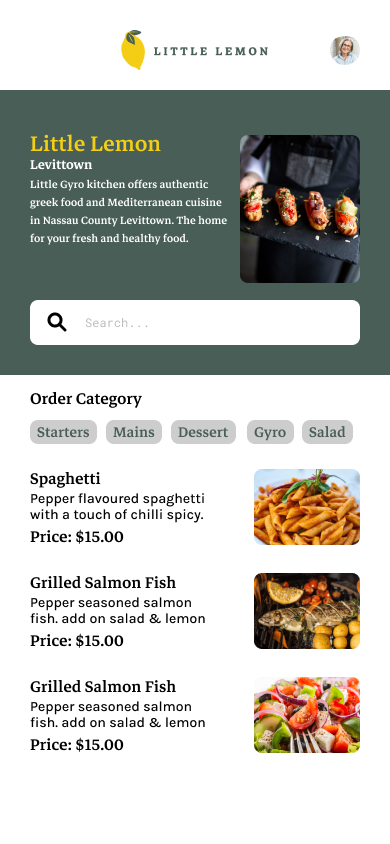 LITTLE LEMON
Little Lemon
Levittown
Little Gyro kitchen offers authentic
greek food and Mediterranean cuisine
in Nassau County Levittown. The home
for your fresh and healthy food.
Search...
Order Category
Starters Mains Dessert Gyro Salad
Spaghetti
Pepper flavoured spaghetti
with a touch of chilli spicy.
Price: $15.00
Grilled Salmon Fish
Pepper seasoned salmon
fish. add on salad & lemon
Price: $15.00
Grilled Salmon Fish
Pepper seasoned salmon
fish. add on salad & lemon
Price: $15.00